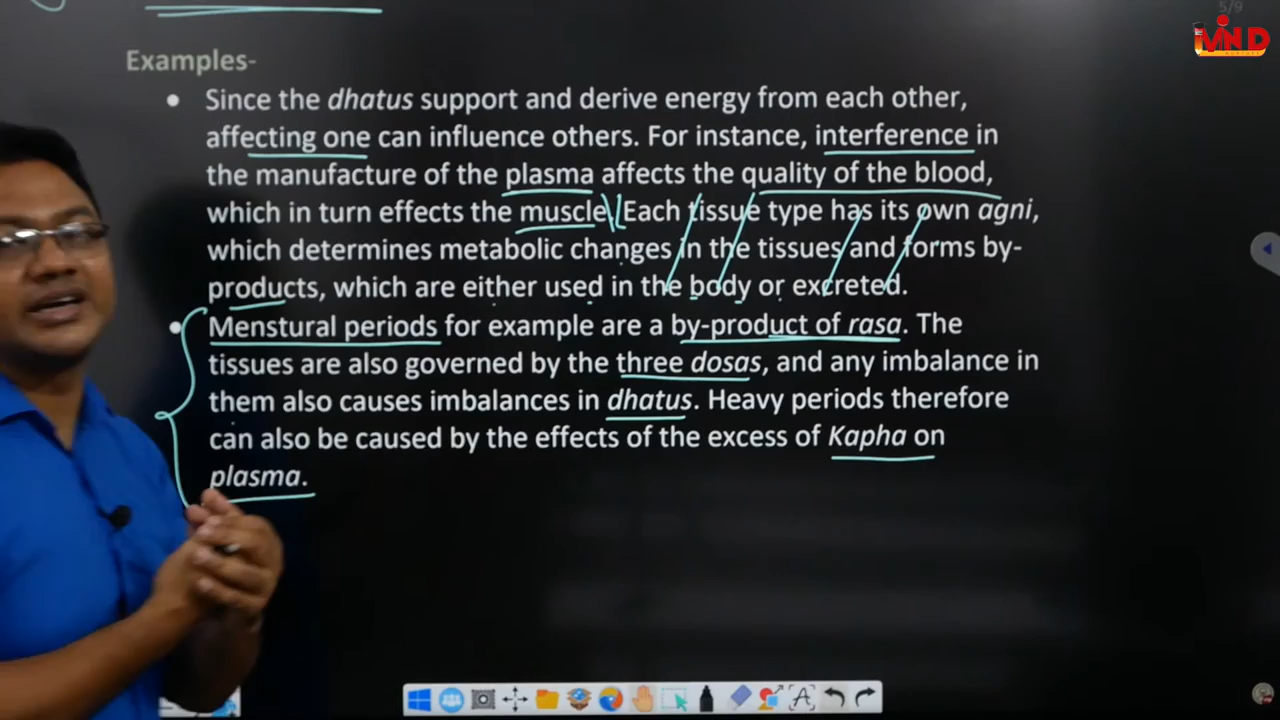 5/9
MIND
Examples-
• Since the dhatus support and derive energy from each other,
affecting one can influence others. For instance, interference in
the manufacture of the plasma affects the quality of the blood,
which in turn effects the muscle. Each tissue type has its own agni,
which determines metabolic changes in the tissues and forms by-
products, which are either used in the body or excreted.
• Menstural periods for example are a by-product of rasa. The
tissues are also governed by the three dosas, and any imbalance in
them also causes imbalances in dhatus. Heavy periods therefore
can also be caused by the effects of the excess of Kapha on
plasma.